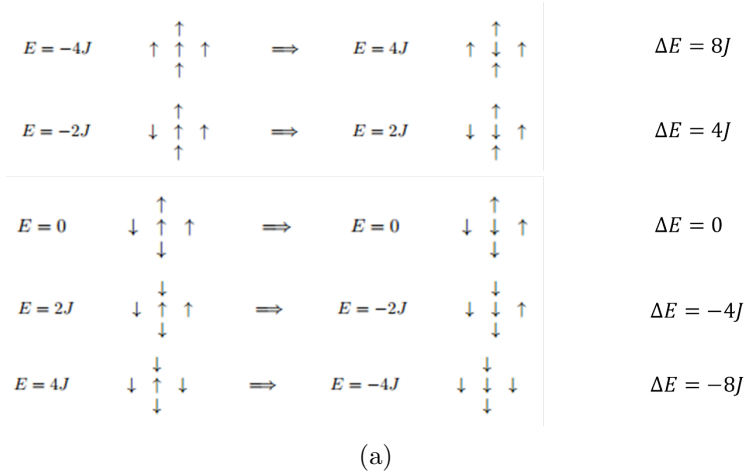 ↑
E = −4J ↑ ↑ ↑ ⟹ E = 4J ↑ ↓ ↑ ΔE = 8J
↑ ↑
↑ ↑
E = −2J ↓ ↑ ↑ ⟹ E = 2J ↓ ↓ ↑ ΔE = 4J
↑ ↑
↑ ↑
E = 0 ↓ ↑ ↑ ⟹ E = 0 ↓ ↓ ↑ ΔE = 0
↓ ↓
↓ ↓
E = 2J ↓ ↑ ↑ ⟹ E = −2J ↓ ↓ ↑ ΔE = −4J
↓ ↓
↓ ↓
E = 4J ↓ ↑ ↓ ⟹ E = −4J ↓ ↓ ↓ ΔE = −8J
↓ ↓
(a)